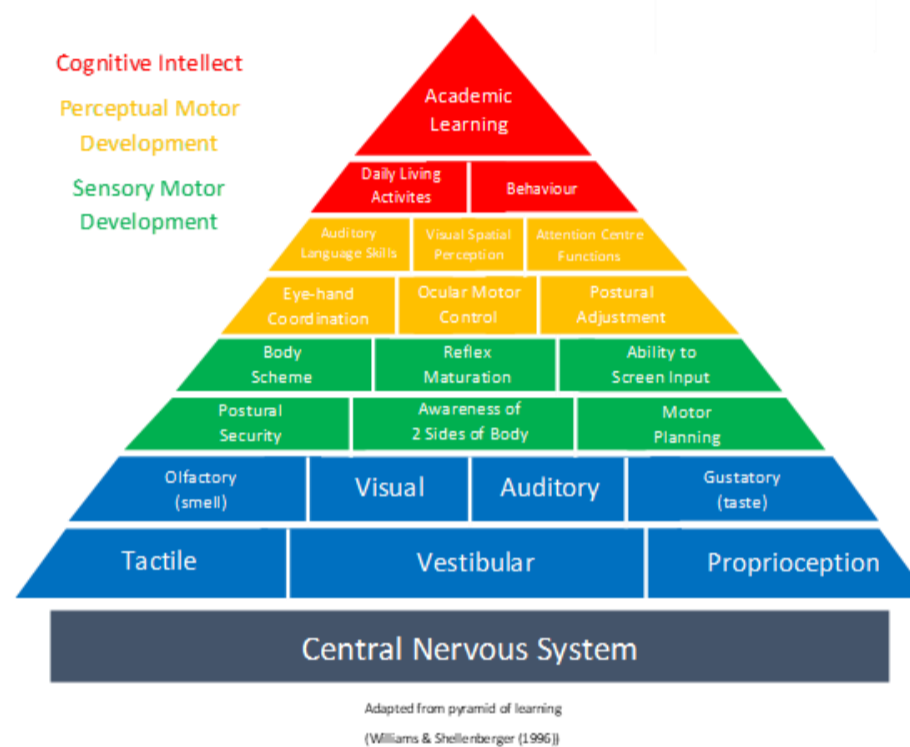 Cognitive Intellect
Perceptual Motor
Development
Sensory Motor
Development
Academic
Learning
Daily Living
Activites
Behaviour
Auditory
Language Skills
Visual Spatial
Perception
Attention Centre
Functions
Eye-hand
Coordination
Ocular Motor
Control
Postural
Adjustment
Body
Scheme
Reflex
Maturation
Ability to
Screen Input
Postural
Security
Awareness of
2 Sides of Body
Motor
Planning
Olfactory
(smell)
Visual
Auditory
Gustatory
(taste)
Tactile
Vestibular
Proprioception
Central Nervous System
Adapted from pyramid of learning
(Williams & Shellenberger (1996))